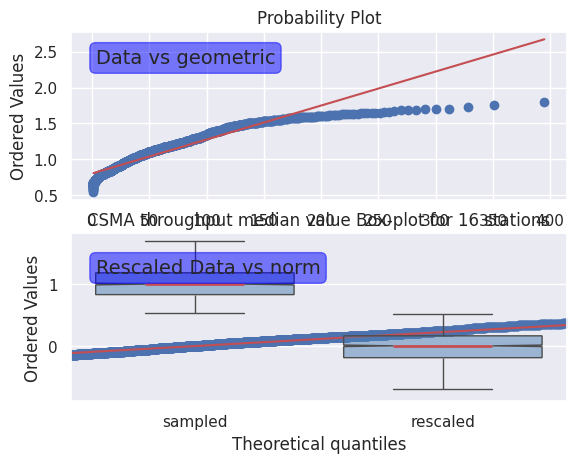 Probability Plot
Data vs geometric
Ordered Values
2.5
2.0
1.5
1.0
0.5
0 50 100 150 200 250 300 350 400
CSMA throughput median value Box-plot for 16 stations
Rescaled Data vs norm
Ordered Values
1
0
sampled rescaled
Theoretical quantiles